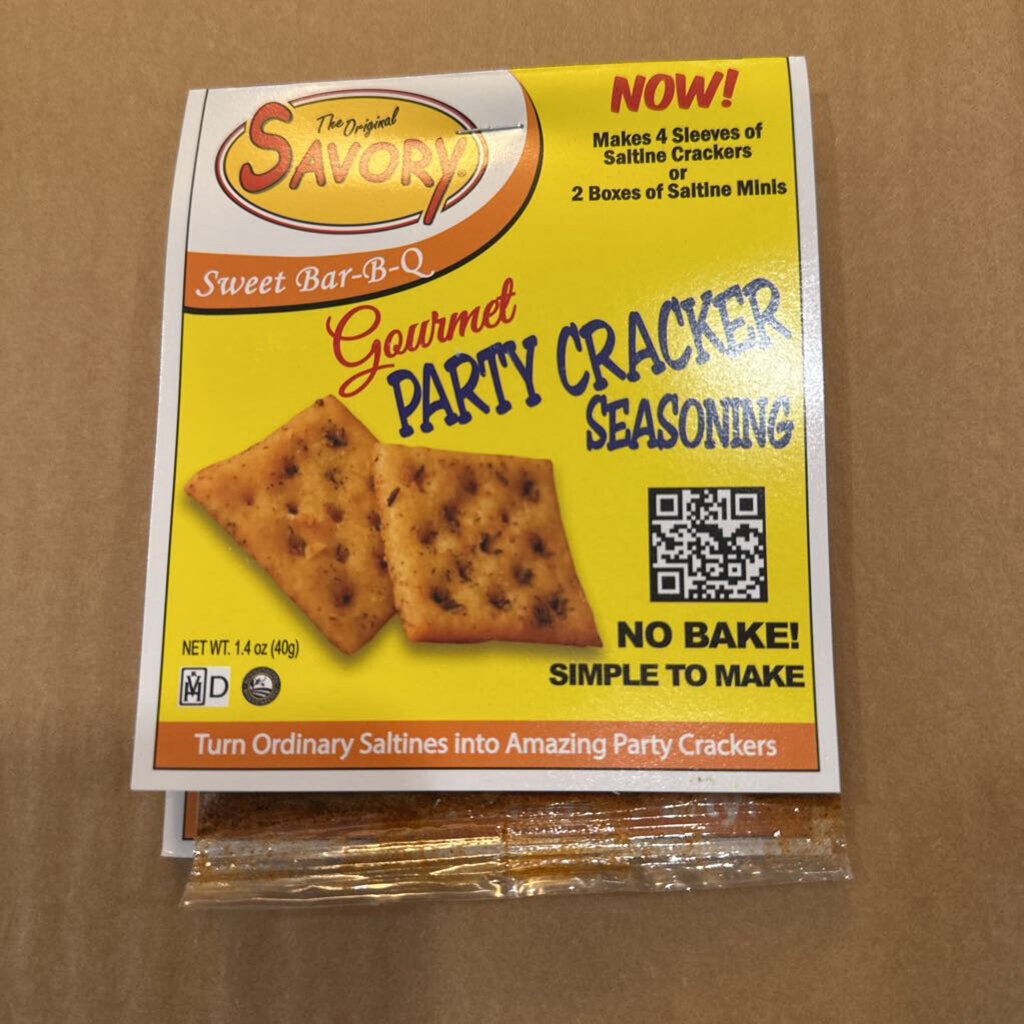 The Original
SAVORY®
Sweet Bar-B-Q
NOW!
Makes 4 Sleeves of
Saltine Crackers
or
2 Boxes of Saltine Minis
Gourmet
PARTY CRACKER
SEASONING
NO BAKE!
SIMPLE TO MAKE
NET WT. 1.4 oz (40g)
D
Turn Ordinary Saltines into Amazing Party Crackers